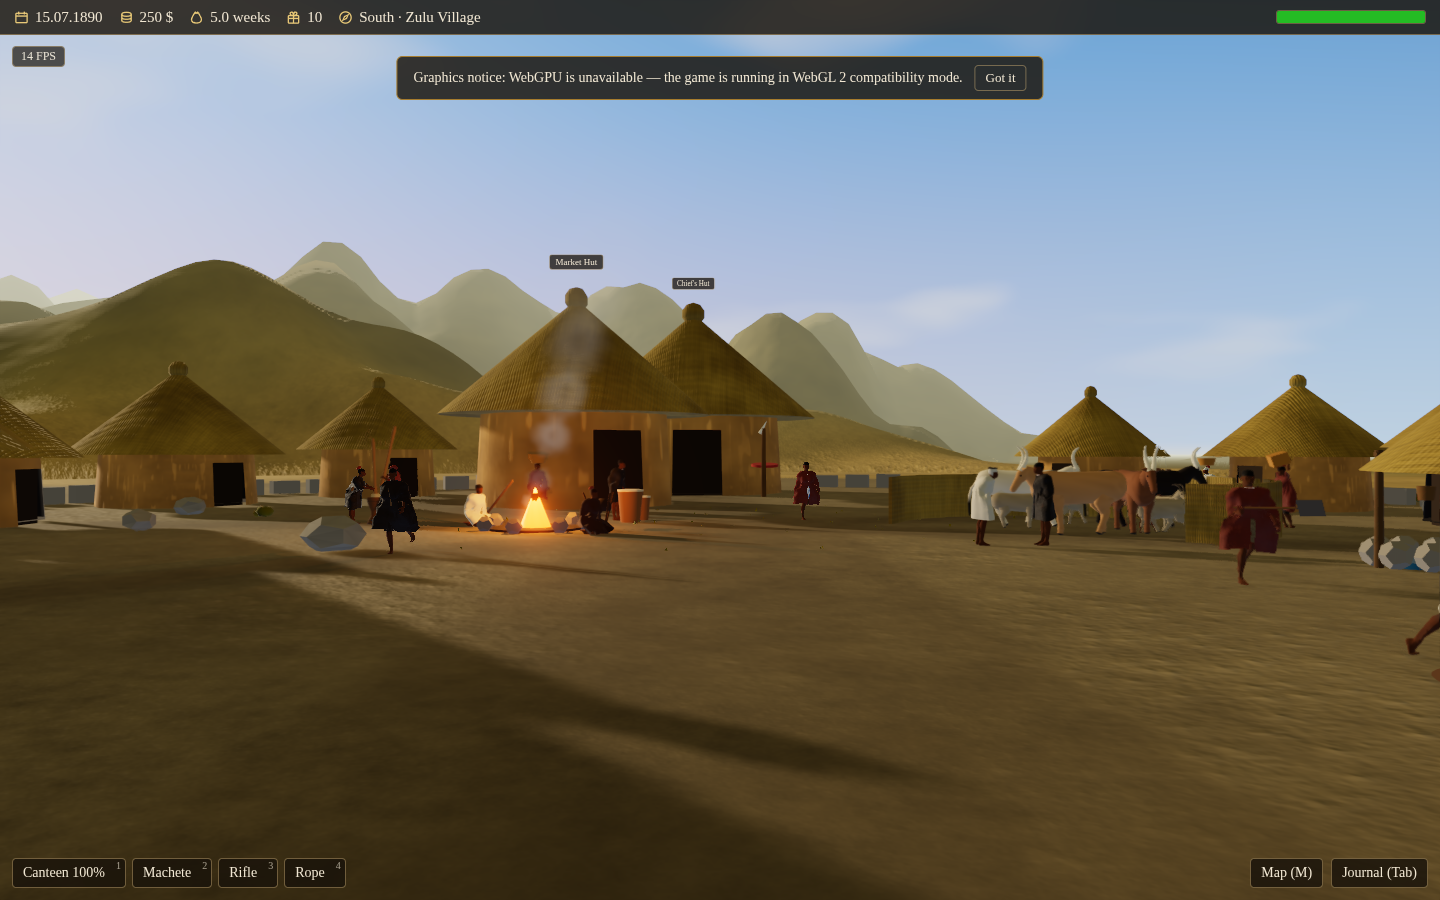 15.07.1890 250 $ 5.0 weeks 10 South · Zulu Village
14 FPS
Graphics notice: WebGPU is unavailable — the game is running in WebGL 2 compatibility mode. Got it
Market Hut
Chief's Hut
Canteen 100% 1 Machete 2 Rifle 3 Rope 4 Map (M) Journal (Tab)